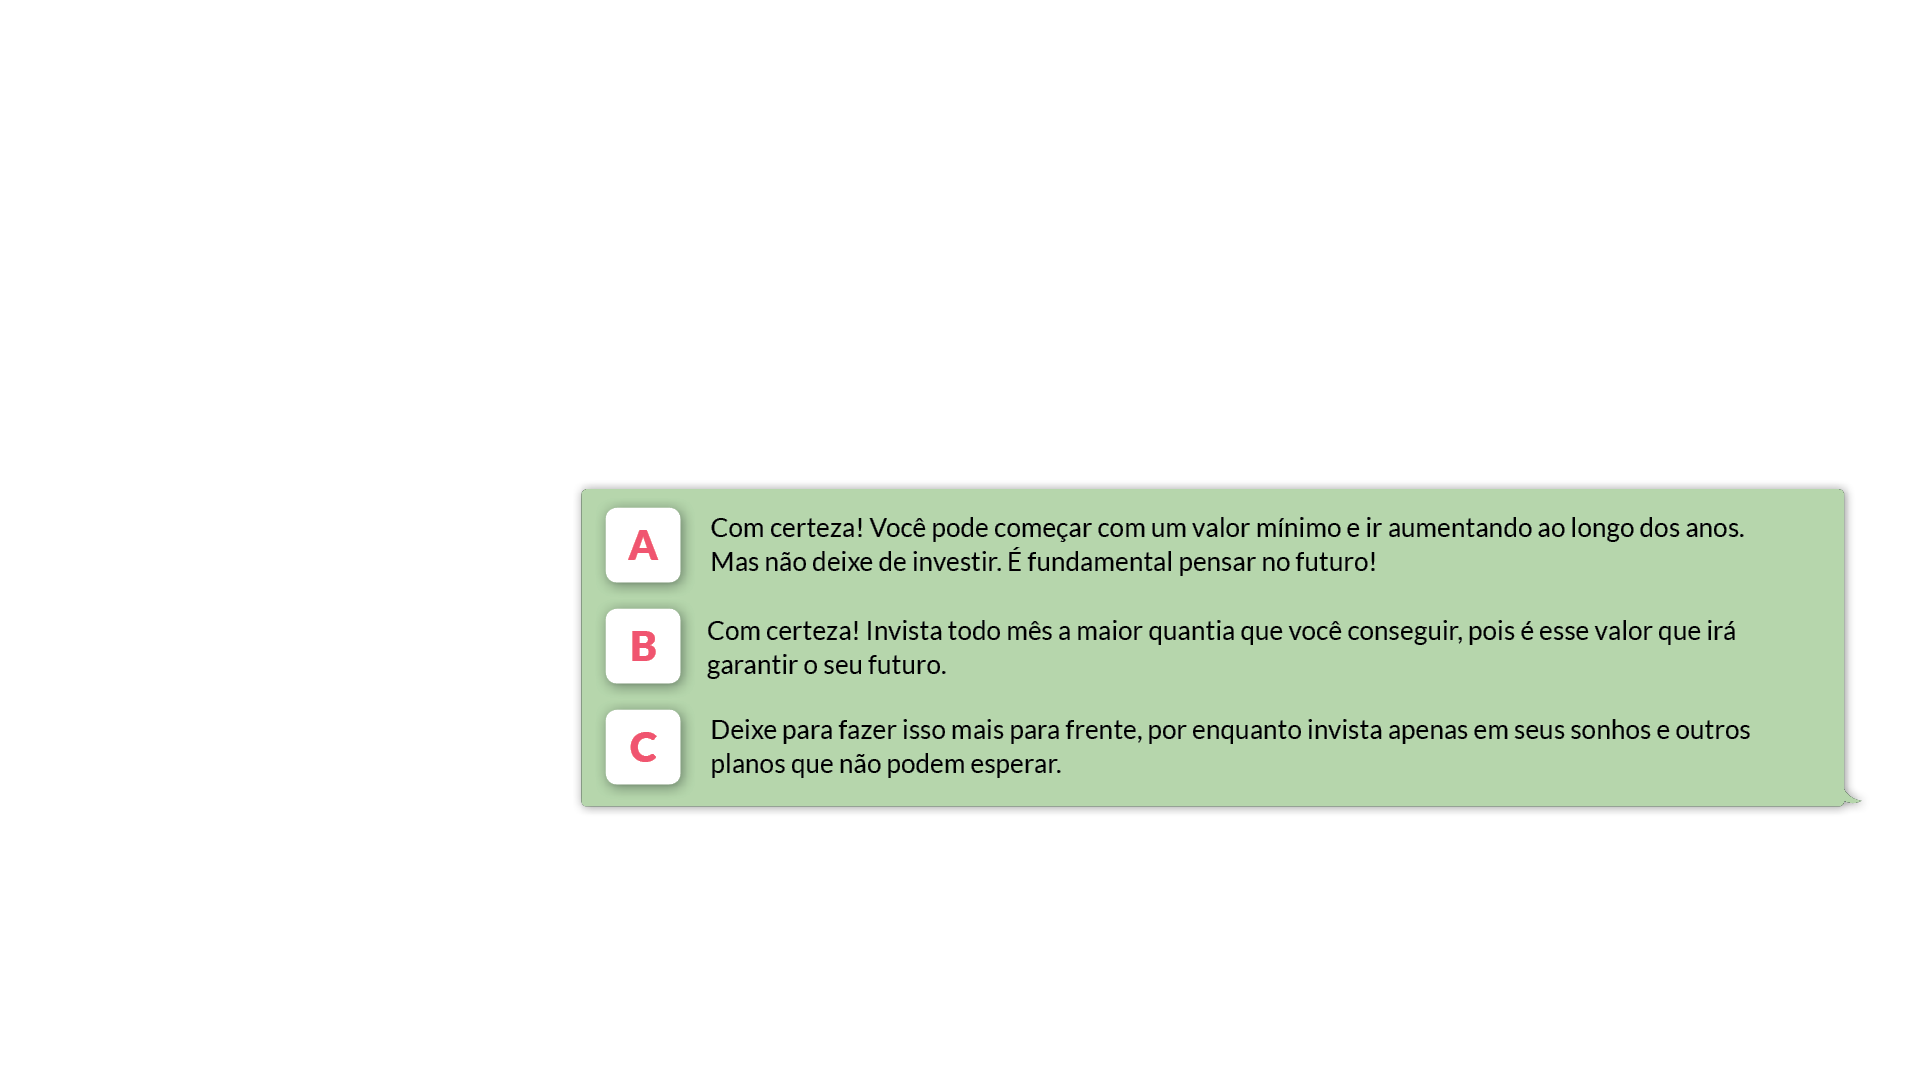 A
Com certeza! Você pode começar com um valor mínimo e ir aumentando ao longo dos anos.
Mas não deixe de investir. É fundamental pensar no futuro!
B
Com certeza! Invista todo mês a maior quantia que você conseguir, pois é esse valor que irá
garantir o seu futuro.
C
Deixe para fazer isso mais para frente, por enquanto invista apenas em seus sonhos e outros
planos que não podem esperar.